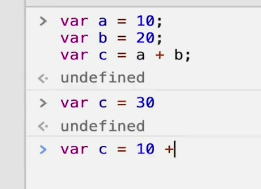 > var a = 10;
var b = 20;
var c = a + b;
< undefined
> var c = 30
< undefined
> var c = 10 +